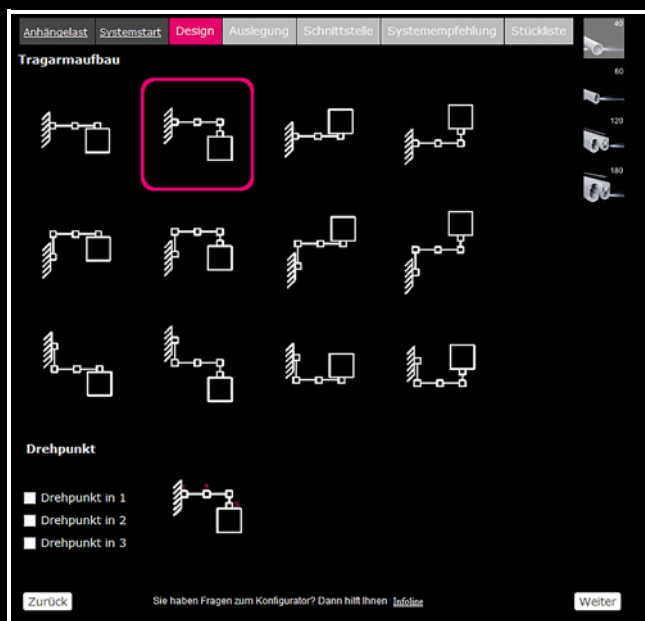 Anhängelast Systemstart Design Auslegung Schnittstelle Systemempfehlung Stückliste
40
Tragarmaufbau
60
120
180
Drehpunkt
Drehpunkt in 1
Drehpunkt in 2
Drehpunkt in 3
Zurück Sie haben Fragen zum Konfigurator? Dann hilft Ihnen Infoline Weiter